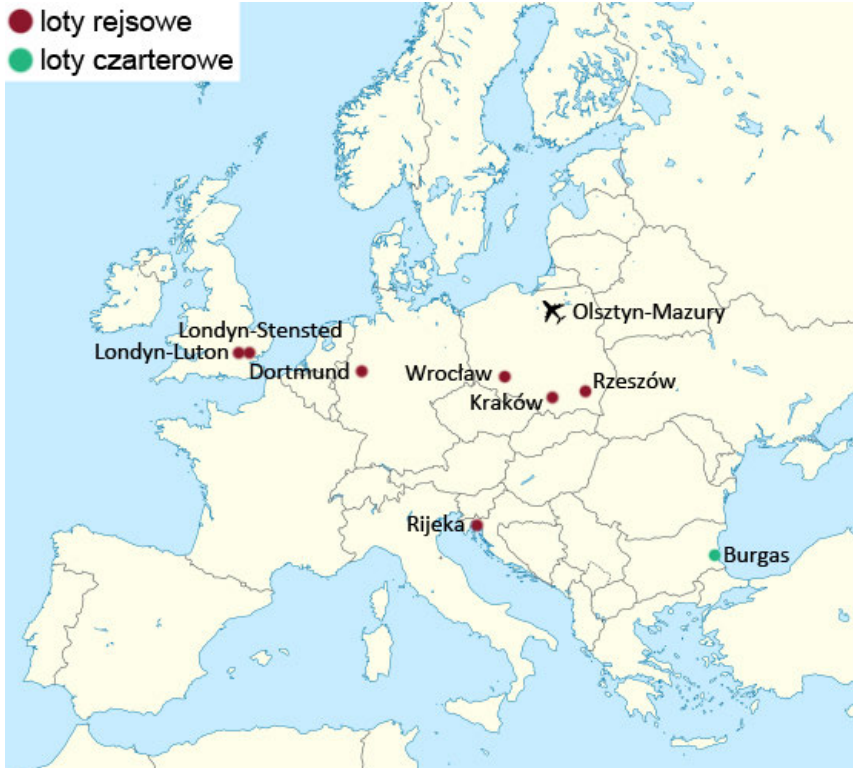 loty rejsowe
loty czarterowe
Olsztyn-Mazury
Londyn-Stensted
Londyn-Luton
Dortmund
Wrocław
Rzeszów
Kraków
Rijeka
Burgas